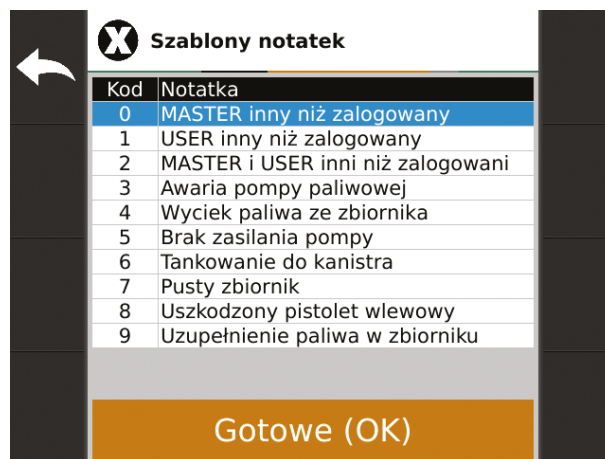 X Szablony notatek
Kod Notatka
0 MASTER inny niż zalogowany
1 USER inny niż zalogowany
2 MASTER i USER inni niż zalogowani
3 Awaria pompy paliwowej
4 Wyciek paliwa ze zbiornika
5 Brak zasilania pompy
6 Tankowanie do kanistra
7 Pusty zbiornik
8 Uszkodzony pistolet wlewowy
9 Uzupełnienie paliwa w zbiorniku
Gotowe (OK)